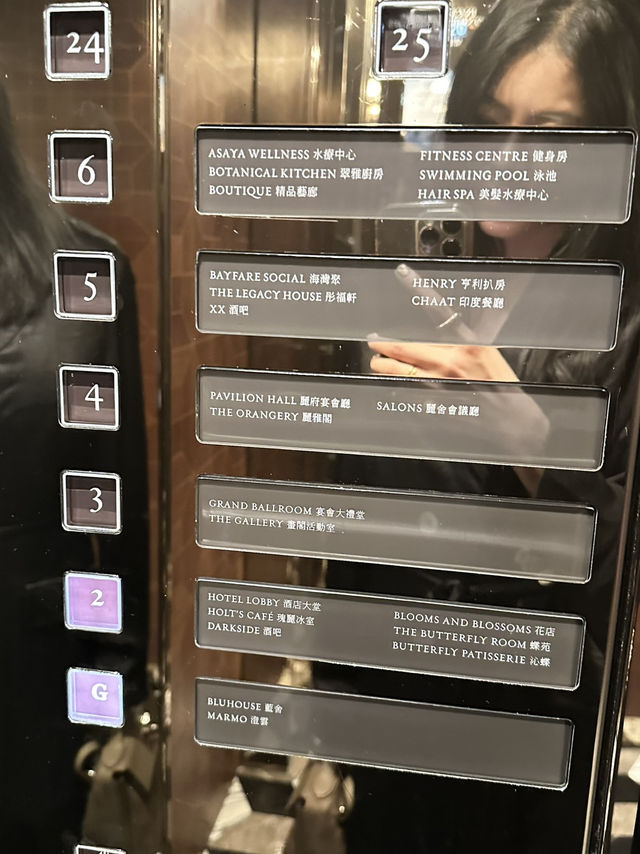 24
25
6
ASAYA WELLNESS 水療中心
BOTANICAL KITCHEN 翠雅廚房
BOUTIQUE 精品藝廊
FITNESS CENTRE 健身房
SWIMMING POOL 泳池
HAIR SPA 美髮水療中心
5
BAYFARE SOCIAL 海灣聚
THE LEGACY HOUSE 彤福軒
XX 酒吧
HENRY 亨利扒房
CHAAT 印度餐廳
4
PAVILION HALL 麗府宴會廳
THE ORANGERY 麗雅閣
SALONS 麗舍會議廳
3
GRAND BALLROOM 宴會大禮堂
THE GALLERY 畫閣活動室
2
HOTEL LOBBY 酒店大堂
HOLT'S CAFÉ 瑰麗冰室
DARKSIDE 酒吧
BLOOMS AND BLOSSOMS 花店
THE BUTTERFLY ROOM 蝶苑
BUTTERFLY PATISSERIE 沁蝶
G
BLUHOUSE 藍舍
MARMO 澄雲